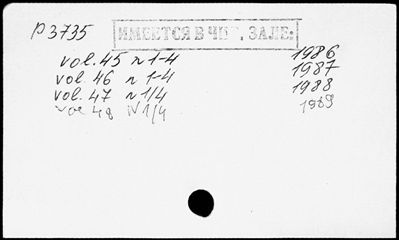 P3735
ИМЕЕТСЯ В ЗАЛЕ:
vol. 45 n 1-4 1986
vol. 46 n 1-4 1987
vol. 47 n 1/4 1988
vol 48 N 1/4 1989